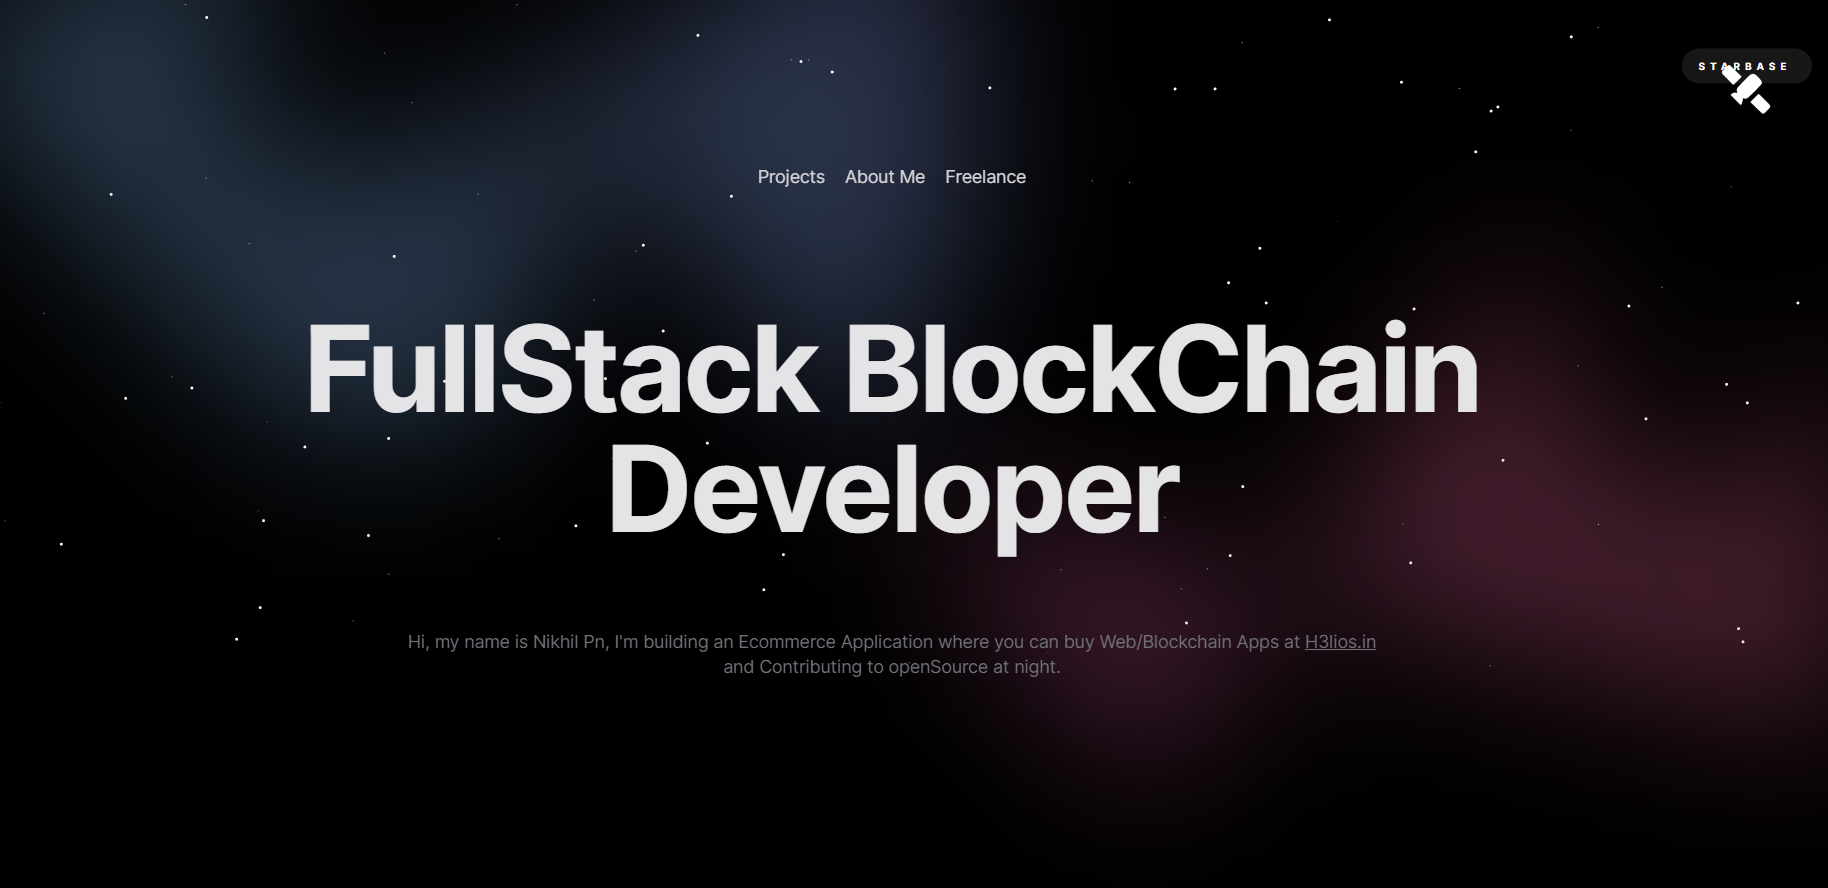 STARBASE
Projects About Me Freelance
FullStack BlockChain
Developer
Hi, my name is Nikhil Pn, I'm building an Ecommerce Application where you can buy Web/Blockchain Apps at H3lios.in
and Contributing to openSource at night.